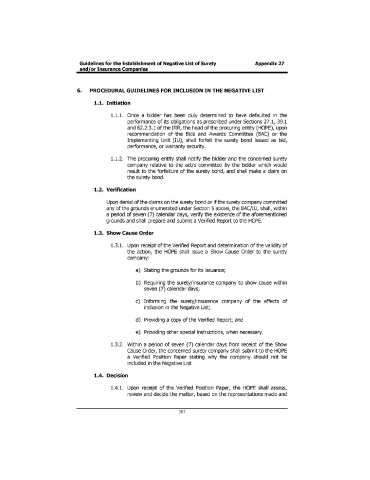 Guidelines for the Establishment of Negative List of Surety Appendix 27
and/or Insurance Companies
6. PROCEDURAL GUIDELINES FOR INCLUSION IN THE NEGATIVE LIST
1.1. Initiation
1.1.1. Once a bidder has been duly determined to have defaulted in the
performance of its obligations as prescribed under Sections 27.1, 39.1
and 62.2.3.1 of the IRR, the head of the procuring entity (HOPE), upon
recommendation of the Bids and Awards Committee (BAC) or the
Implementing Unit (IU), shall forfeit the surety bond issued as bid,
performance, or warranty security.
1.1.2. The procuring entity shall notify the bidder and the concerned surety
company relative to the act/s committed by the bidder which would
result to the forfeiture of the surety bond, and shall make a claim on
the surety bond.
1.2. Verification
Upon denial of the claims on the surety bond or if the surety company committed
any of the grounds enumerated under Section 5 above, the BAC/IU, shall, within
a period of seven (7) calendar days, verify the existence of the aforementioned
grounds and shall prepare and submit a Verified Report to the HOPE.
1.3. Show Cause Order
1.3.1. Upon receipt of the Verified Report and determination of the validity of
the action, the HOPE shall issue a Show Cause Order to the surety
company:
a) Stating the grounds for its issuance;
b) Requiring the surety/insurance company to show cause within
seven (7) calendar days;
c) Informing the surety/insurance company of the effects of
inclusion in the Negative List;
d) Providing a copy of the Verified Report; and
e) Providing other special instructions, when necessary.
1.3.2. Within a period of seven (7) calendar days from receipt of the Show
Cause Order, the concerned surety company shall submit to the HOPE
a Verified Position Paper stating why the company should not be
included in the Negative List
1.4. Decision
1.4.1. Upon receipt of the Verified Position Paper, the HOPE shall assess,
review and decide the matter, based on the representations made and